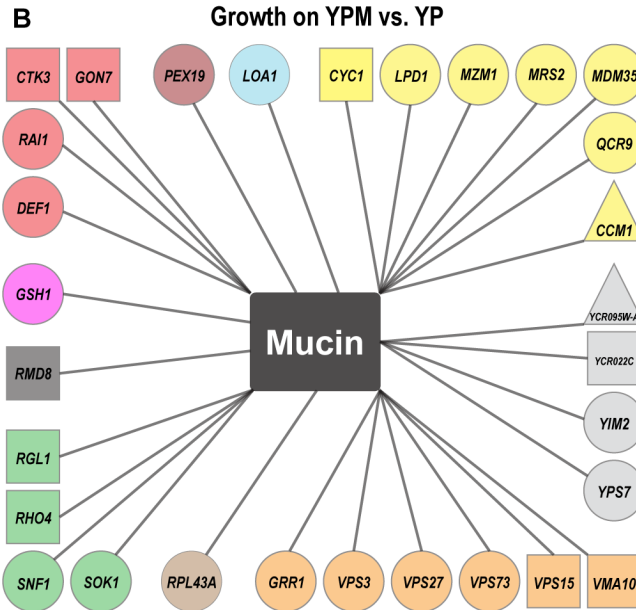 B
Growth on YPM vs. YP
CTK3
GON7
PEX19
LOA1
CYC1
LPD1
MZM1
MRS2
MDM35
RAI1
QCR9
DEF1
CCM1
GSH1
YCR095W-A
Mucin
RMD8
YCR022C
YIM2
RGL1
YPS7
RHO4
SNF1
SOK1
RPL43A
GRR1
VPS3
VPS27
VPS73
VPS15
VMA10